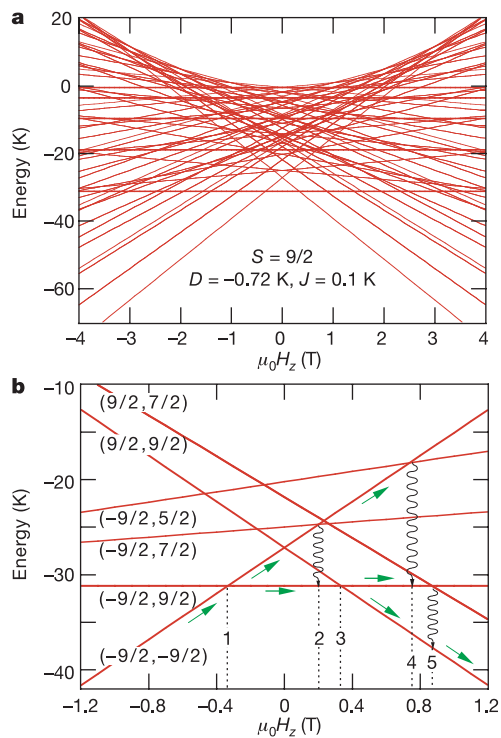 a
20
0
−20
−40
−60
Energy (K)
S = 9/2
D = −0.72 K, J = 0.1 K
−4 −3 −2 −1 0 1 2 3 4
μ₀H_z (T)
b
−10
−20
−30
−40
Energy (K)
(9/2,7/2)
(9/2,9/2)
(−9/2,5/2)
(−9/2,7/2)
(−9/2,9/2)
(−9/2,−9/2)
1 2 3 4 5
−1.2 −0.8 −0.4 0 0.4 0.8 1.2
μ₀H_z (T)